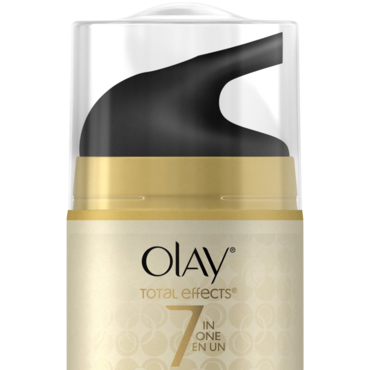 OLAY®
TOTAL effects®
7 IN
ONE
EN UN